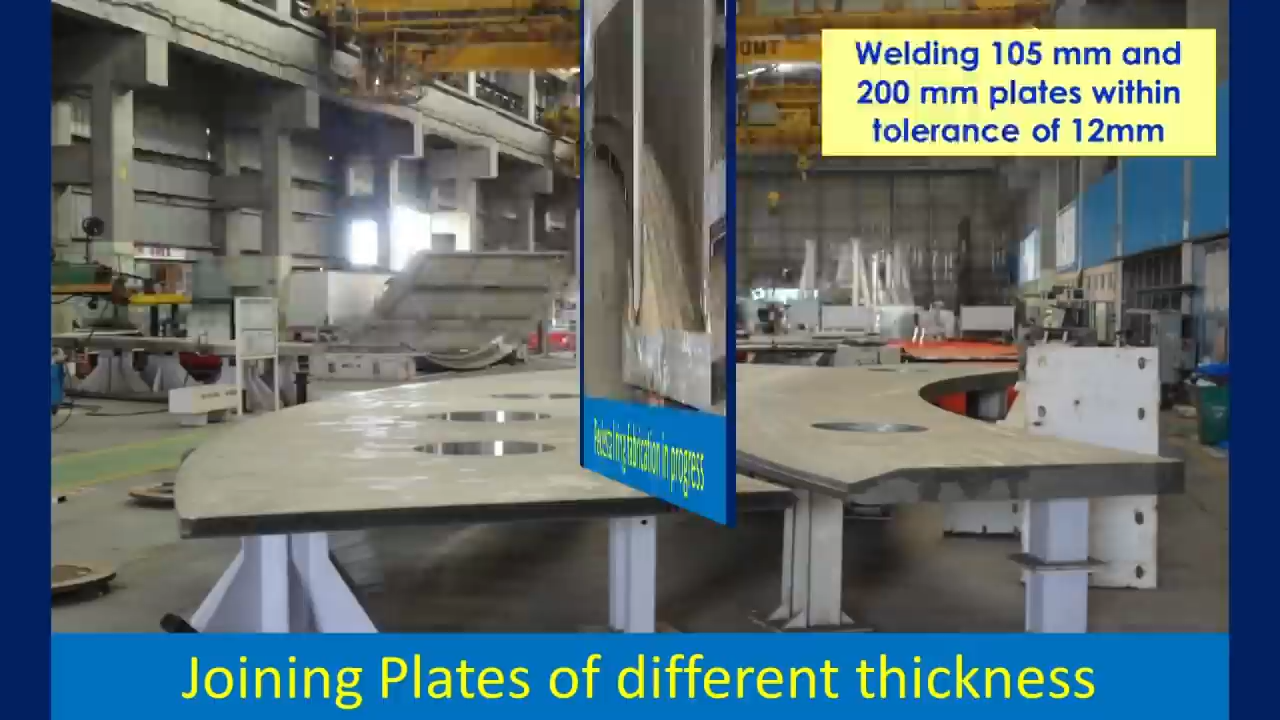 Welding 105 mm and
200 mm plates within
tolerance of 12mm
Pedestal ring fabrication in progress
Joining Plates of different thickness